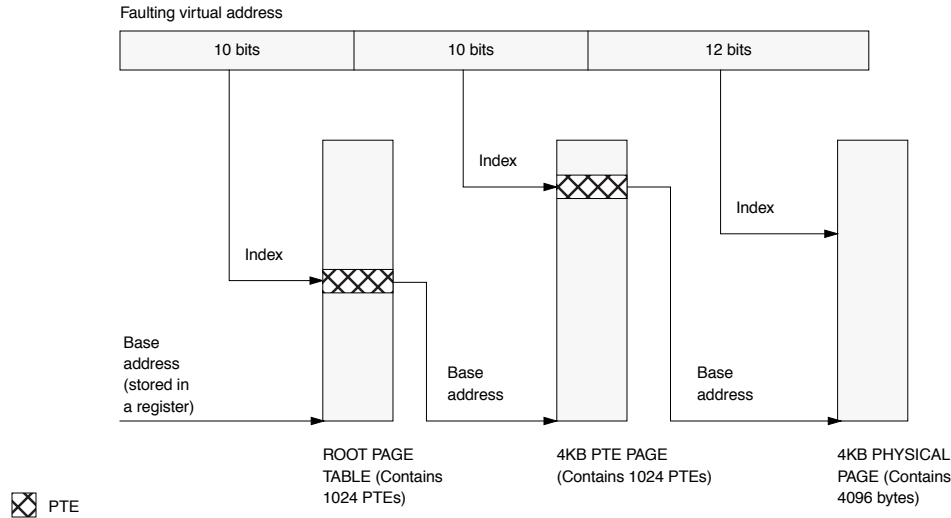 Faulting virtual address
10 bits
10 bits
12 bits
Index
Index
Index
Base
address
(stored in
a register)
Base
address
Base
address
ROOT PAGE
TABLE (Contains
1024 PTEs)
4KB PTE PAGE
(Contains 1024 PTEs)
4KB PHYSICAL
PAGE (Contains
4096 bytes)
PTE